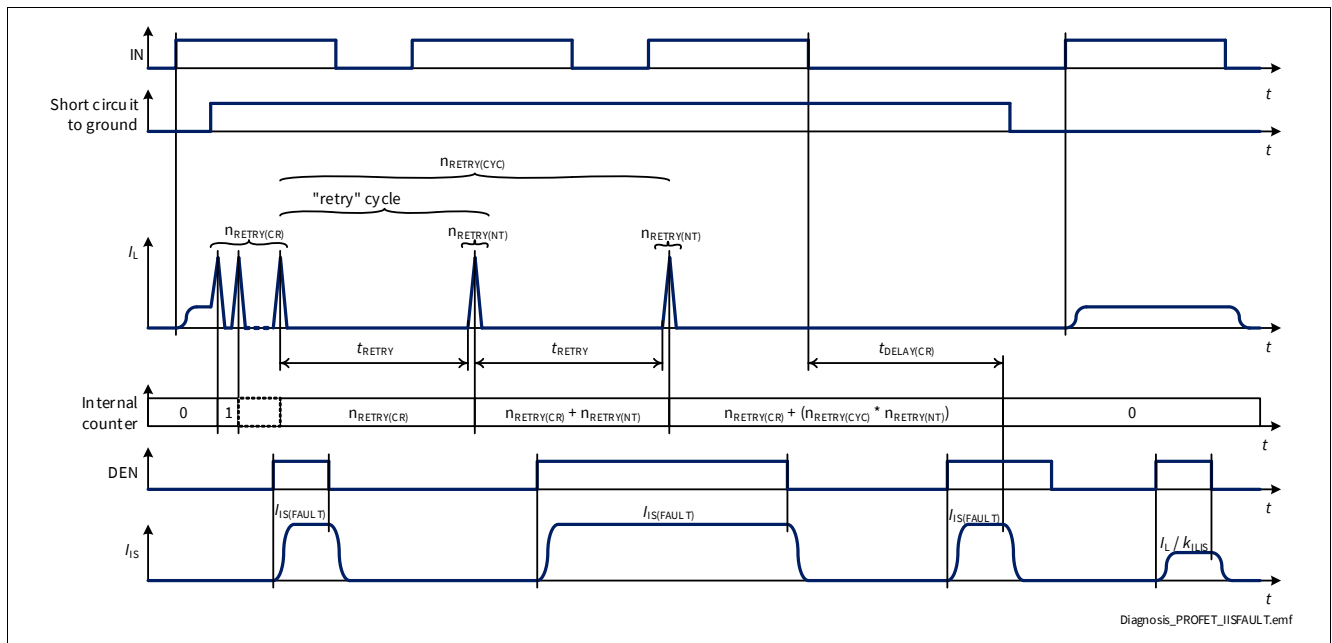 IN
t
Short circuit
to ground
t
nRETRY(CYC)
"retry" cycle
nRETRY(CR)
nRETRY(NT)
nRETRY(NT)
IL
tRETRY
tRETRY
tDELAY(CR)
t
Internal
counter
0
1
nRETRY(CR)
nRETRY(CR) + nRETRY(NT)
nRETRY(CR) + (nRETRY(CYC) * nRETRY(NT))
0
t
DEN
t
IIS(FAULT)
IIS(FAULT)
IIS(FAULT)
IL / kILIS
IIS
t
Diagnosis_PROFET_IISFAULT.emf